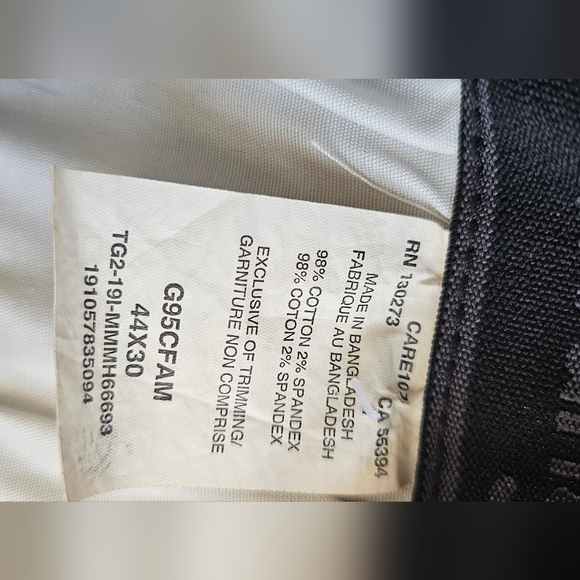 CARE107
RN 130273 CA 55394
MADE IN BANGLADESH
FABRIQUE AU BANGLADESH
98% COTTON 2% SPANDEX
98% COTON 2% SPANDEX
EXCLUSIVE OF TRIMMING/
GARNITURE NON COMPRISE
G95CFAM
44X30
TG2-19I-MMMMH66693
191057835094